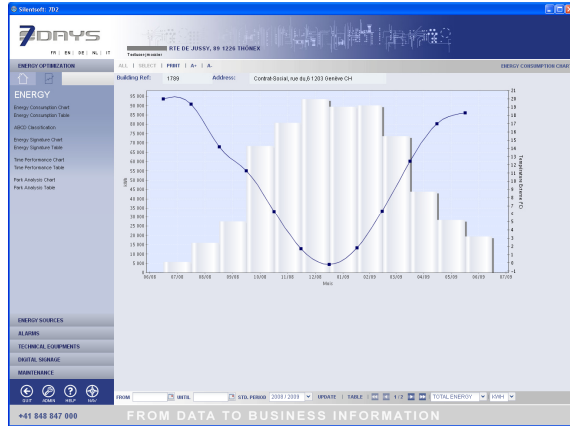 Silentsoft: 7D2
7DAYS
FR | EN | DE | NL | IT
RTE DE JUSSY, 89 1226 THÔNEX
ENERGY OPTIMIZATION
ALL | SELECT | PRINT | A+ | A-
ENERGY CONSUMPTION CHART
Building Ref: 1789 Address: Contrat-Social, rue du,6 1203 Genève CH
ENERGY
Energy Consumption Chart
Energy Consumption Table
ABCD Classification
Energy Signature Chart
Energy Signature Table
Time Performance Chart
Time Performance Table
Park Analysis Chart
Park Analysis Table
95 000
90 000
85 000
80 000
75 000
70 000
65 000
60 000
55 000
50 000
45 000
40 000
35 000
30 000
25 000
20 000
15 000
10 000
5 000
0
kWh
21
20
19
18
17
16
15
14
13
12
11
10
9
8
7
6
5
4
3
2
1
0
-1
06/08 07/08 08/08 09/08 10/08 11/08 12/08 01/09 02/09 03/09 04/09 05/09 06/09 07/09
Mois
ENERGY SOURCES
ALARMS
TECHNICAL EQUIPMENTS
DIGITAL SIGNAGE
MAINTENANCE
QUIT ADMIN HELP NAV
FROM UNTIL STD. PERIOD 2008 / 2009 UPDATE | TABLE | 1 / 2 TOTAL ENERGY KWH
+41 848 847 000
FROM DATA TO BUSINESS INFORMATION